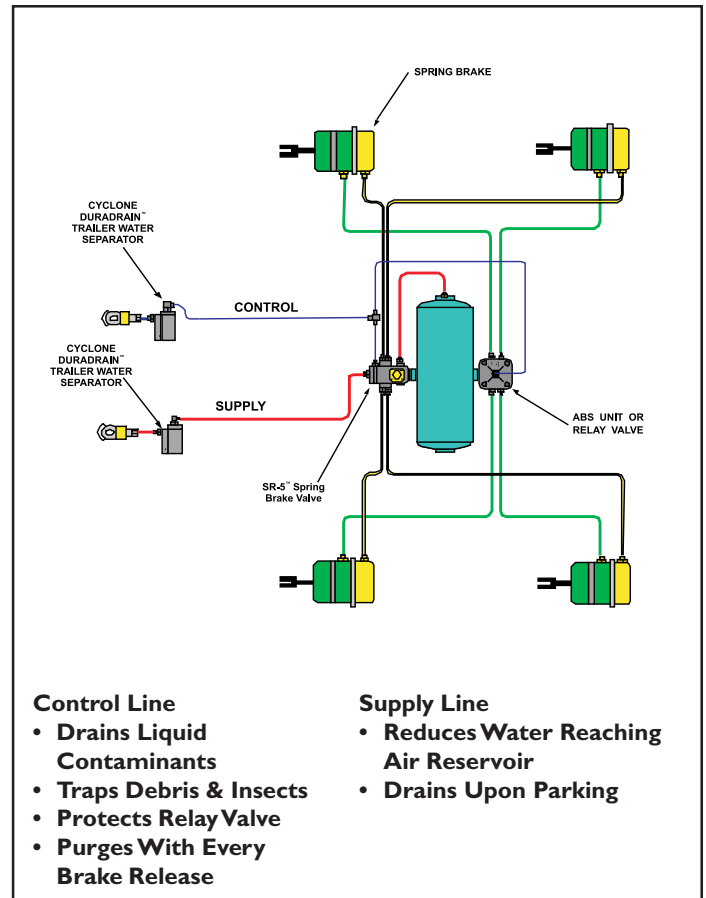 SPRING BRAKE
CYCLONE
DURADRAIN™
TRAILER WATER
SEPARATOR
CONTROL
CYCLONE
DURADRAIN™
TRAILER WATER
SEPARATOR
SUPPLY
ABS UNIT OR
RELAY VALVE
SR-5™ Spring
Brake Valve
Control Line
• Drains Liquid
Contaminants
• Traps Debris & Insects
• Protects Relay Valve
• Purges With Every
Brake Release
Supply Line
• Reduces Water Reaching
Air Reservoir
• Drains Upon Parking